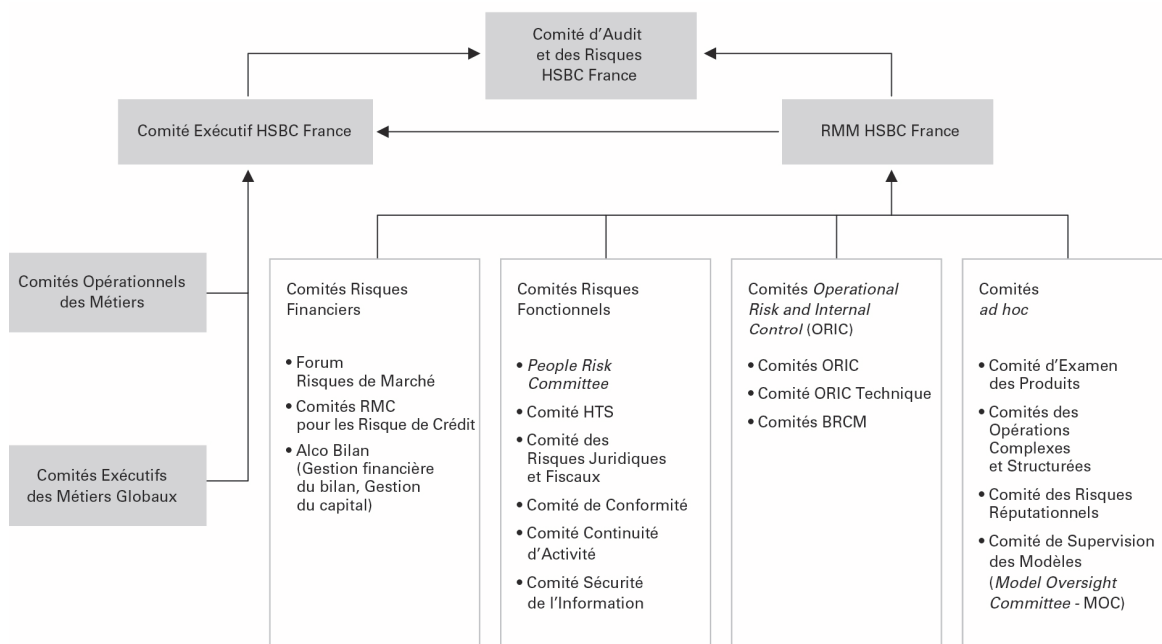 Comité d'Audit
et des Risques
HSBC France
Comité Exécutif HSBC France
RMM HSBC France
Comités Opérationnels
des Métiers
Comités Exécutifs
des Métiers Globaux
Comités Risques
Financiers
• Forum
Risques de Marché
• Comités RMC
pour les Risque de Crédit
• Alco Bilan
(Gestion financière
du bilan, Gestion
du capital)
Comités Risques
Fonctionnels
• People Risk
Committee
• Comité HTS
• Comité des
Risques Juridiques
et Fiscaux
• Comité de Conformité
• Comité Continuité
d'Activité
• Comité Sécurité
de l'Information
Comités Operational
Risk and Internal
Control (ORIC)
• Comités ORIC
• Comité ORIC Technique
• Comités BRCM
Comités
ad hoc
• Comité d'Examen
des Produits
• Comités des
Opérations
Complexes
et Structurées
• Comité des Risques
Réputationnels
• Comité de Supervision
des Modèles
(Model Oversight
Committee - MOC)